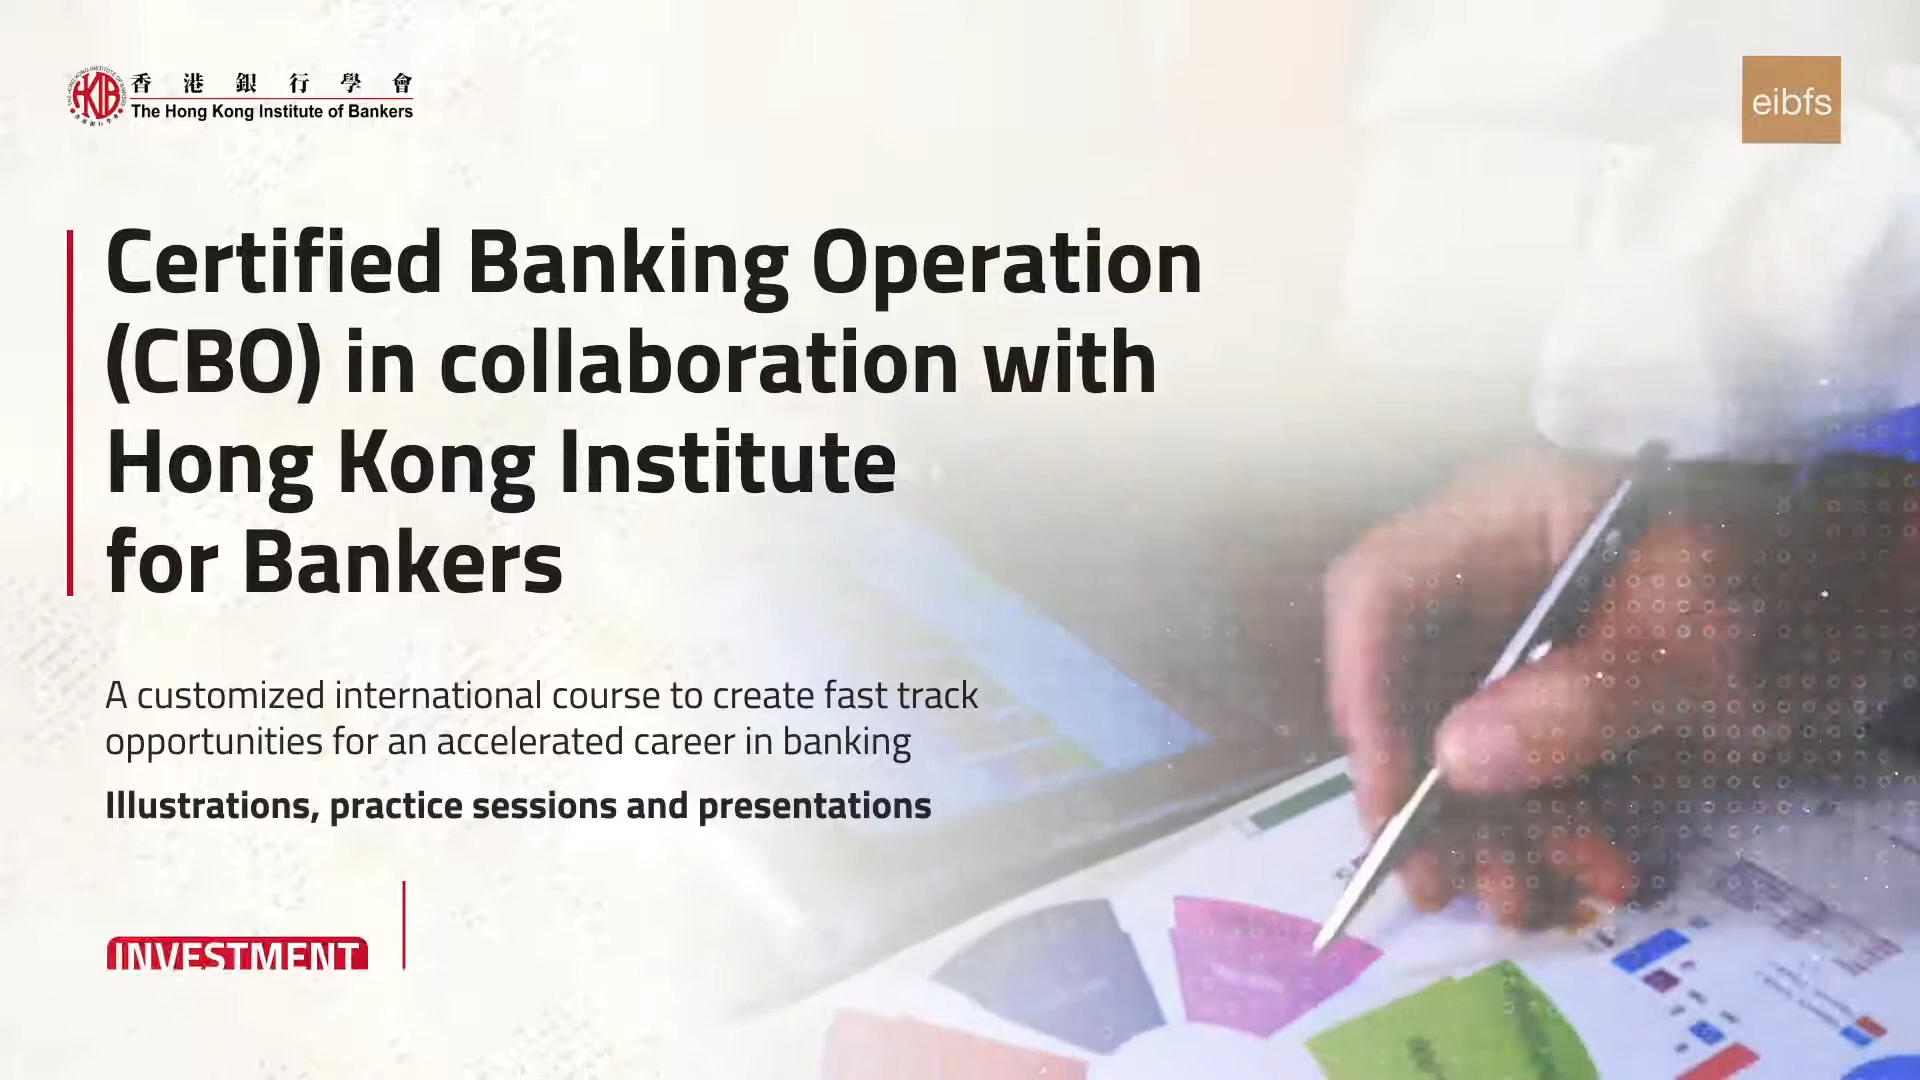 香港銀行學會
The Hong Kong Institute of Bankers
eibfs
Certified Banking Operation
(CBO) in collaboration with
Hong Kong Institute
for Bankers
A customized international course to create fast track
opportunities for an accelerated career in banking
Illustrations, practice sessions and presentations
INVESTMENT